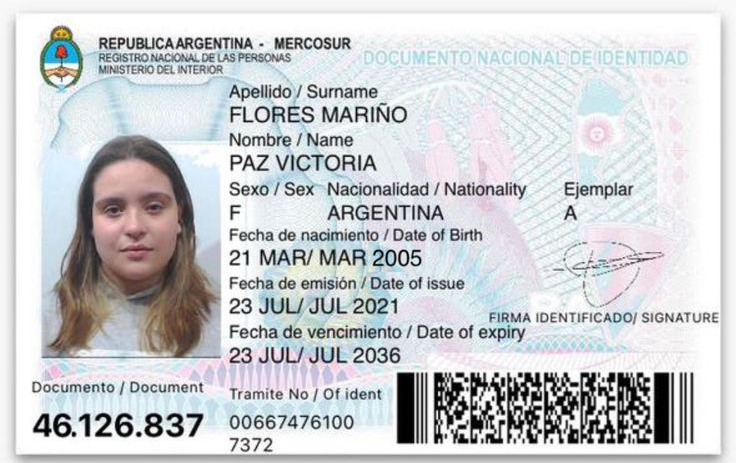 REPUBLICA ARGENTINA - MERCOSUR
REGISTRO NACIONAL DE LAS PERSONAS
MINISTERIO DEL INTERIOR
DOCUMENTO NACIONAL DE IDENTIDAD
Apellido / Surname
FLORES MARIÑO
Nombre / Name
PAZ VICTORIA
Sexo / Sex Nacionalidad / Nationality Ejemplar
F ARGENTINA A
Fecha de nacimiento / Date of Birth
21 MAR/ MAR 2005
Fecha de emisión / Date of issue
23 JUL/ JUL 2021
FIRMA IDENTIFICADO/ SIGNATURE
Fecha de vencimiento / Date of expiry
23 JUL/ JUL 2036
Documento / Document
46.126.837
Tramite No / Of ident
00667476100
7372